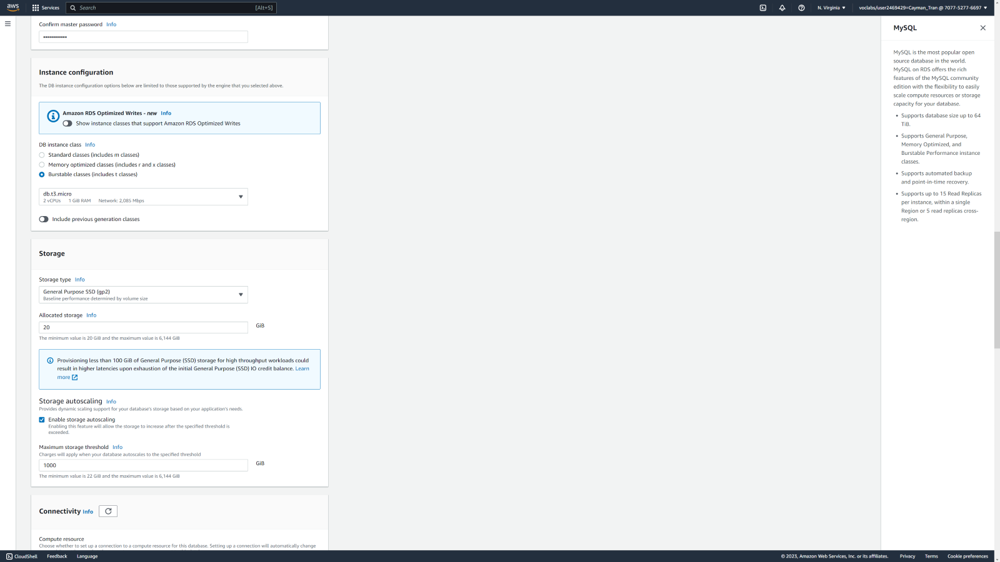 aws
Services
Search
[Alt+S]
N. Virginia
voclabs/user2469429=Cayman_Tran @ 7077-5277-6697
Confirm master password Info
••••••••••••
Instance configuration
The DB instance configuration options below are limited to those supported by the engine that you selected above.
Amazon RDS Optimized Writes - new Info
Show instance classes that support Amazon RDS Optimized Writes
DB instance class Info
Standard classes (includes m classes)
Memory optimized classes (includes r and x classes)
Burstable classes (includes t classes)
db.t3.micro
2 vCPUs 1 GiB RAM Network: 2,085 Mbps
Include previous generation classes
Storage
Storage type Info
General Purpose SSD (gp2)
Baseline performance determined by volume size
Allocated storage Info
20
GiB
The minimum value is 20 GiB and the maximum value is 6,144 GiB
Provisioning less than 100 GiB of General Purpose (SSD) storage for high throughput workloads could
result in higher latencies upon exhaustion of the initial General Purpose (SSD) IO credit balance. Learn
more
Storage autoscaling Info
Provides dynamic scaling support for your database's storage based on your application's needs.
Enable storage autoscaling
Enabling this feature will allow the storage to increase after the specified threshold is
exceeded.
Maximum storage threshold Info
Charges will apply when your database autoscales to the specified threshold
1000
GiB
The minimum value is 22 GiB and the maximum value is 6,144 GiB
Connectivity Info
Compute resource
Choose whether to set up a connection to a compute resource for this database. Setting up a connection will automatically change
MySQL
MySQL is the most popular open
source database in the world.
MySQL on RDS offers the rich
features of the MySQL community
edition with the flexibility to easily
scale compute resources or storage
capacity for your database.
• Supports database size up to 64
TiB.
• Supports General Purpose,
Memory Optimized, and
Burstable Performance instance
classes.
• Supports automated backup
and point-in-time recovery.
• Supports up to 15 Read Replicas
per instance, within a single
Region or 5 read replicas cross-
region.
CloudShell
Feedback
Language
© 2023, Amazon Web Services, Inc. or its affiliates.
Privacy
Terms
Cookie preferences